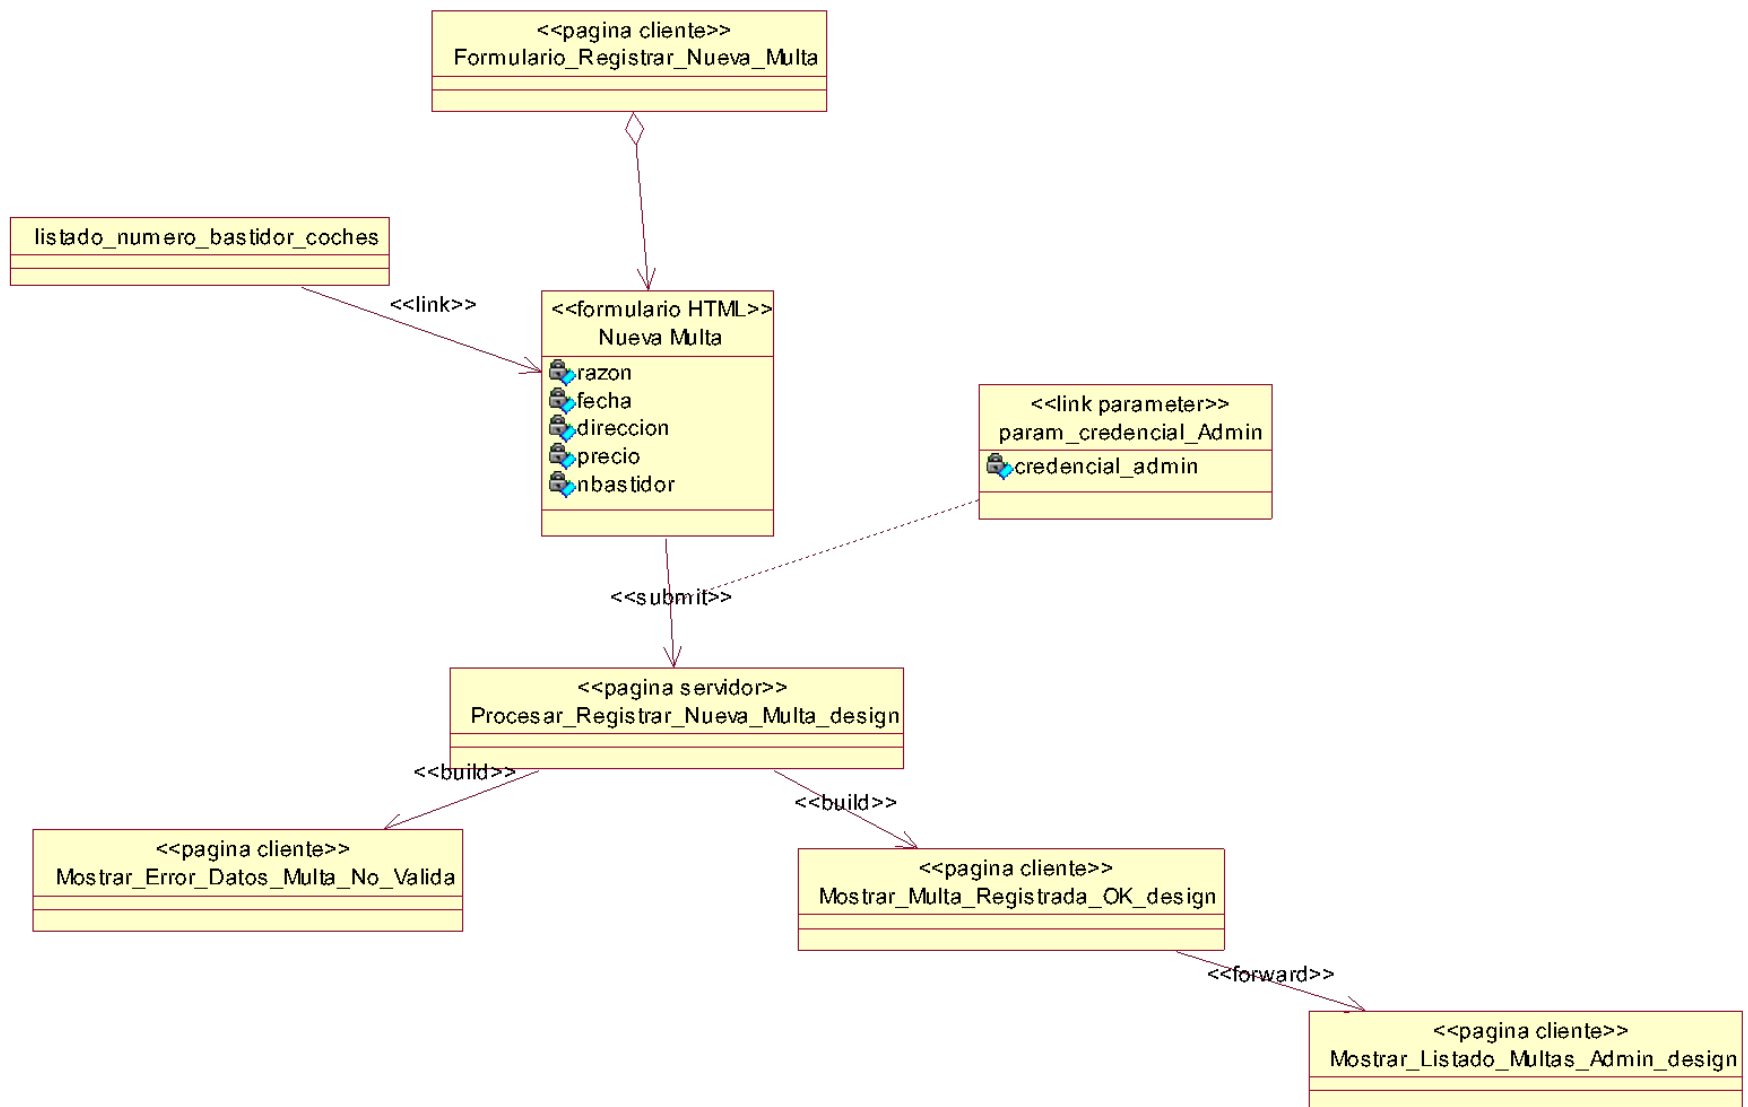 <<pagina cliente>>
Formulario_Registrar_Nueva_Multa
listado_numero_bastidor_coches
<<link>>
<<formulario HTML>>
Nueva Multa
razon
fecha
direccion
precio
nbastidor
<<link parameter>>
param_credencial_Admin
credencial_admin
<<submit>>
<<pagina servidor>>
Procesar_Registrar_Nueva_Multa_design
<<build>>
<<build>>
<<pagina cliente>>
Mostrar_Error_Datos_Multa_No_Valida
<<pagina cliente>>
Mostrar_Multa_Registrada_OK_design
<<forward>>
<<pagina cliente>>
Mostrar_Listado_Multas_Admin_design